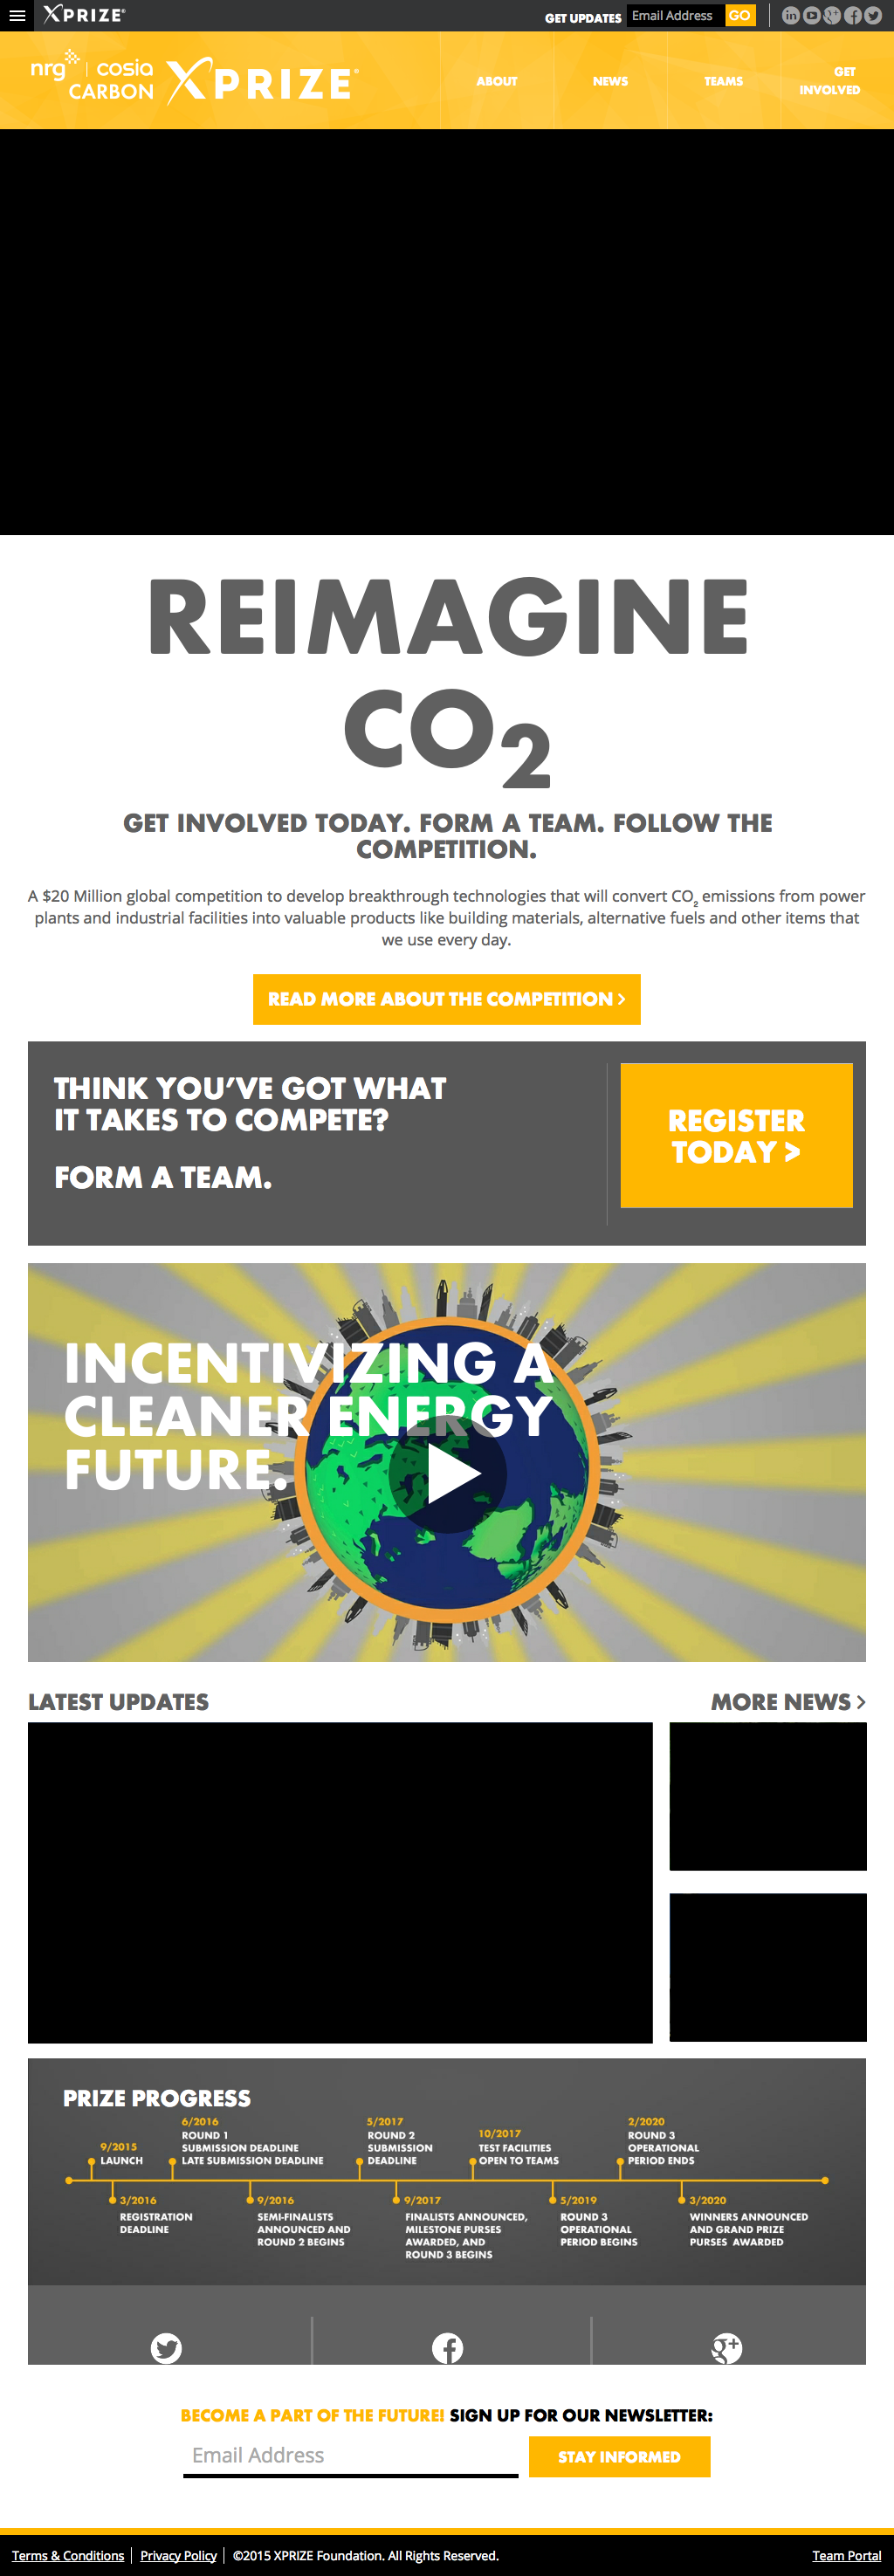 XPRIZE®
GET UPDATES Email Address GO
nrg | cosia
CARBON XPRIZE®
ABOUT
NEWS
TEAMS
GET
INVOLVED
REIMAGINE
CO₂
GET INVOLVED TODAY. FORM A TEAM. FOLLOW THE
COMPETITION.
A $20 Million global competition to develop breakthrough technologies that will convert CO₂ emissions from power
plants and industrial facilities into valuable products like building materials, alternative fuels and other items that
we use every day.
READ MORE ABOUT THE COMPETITION >
THINK YOU'VE GOT WHAT
IT TAKES TO COMPETE?
FORM A TEAM.
REGISTER
TODAY >
INCENTIVIZING A
CLEANER ENERGY
FUTURE.
LATEST UPDATES
MORE NEWS >
PRIZE PROGRESS
9/2015
LAUNCH
3/2016
REGISTRATION
DEADLINE
6/2016
ROUND 1
SUBMISSION DEADLINE
LATE SUBMISSION DEADLINE
9/2016
SEMI-FINALISTS
ANNOUNCED AND
ROUND 2 BEGINS
5/2017
ROUND 2
SUBMISSION
DEADLINE
9/2017
FINALISTS ANNOUNCED,
MILESTONE PURSES
AWARDED, AND
ROUND 3 BEGINS
10/2017
TEST FACILITIES
OPEN TO TEAMS
5/2019
ROUND 3
OPERATIONAL
PERIOD BEGINS
2/2020
ROUND 3
OPERATIONAL
PERIOD ENDS
3/2020
WINNERS ANNOUNCED
AND GRAND PRIZE
PURSES AWARDED
BECOME A PART OF THE FUTURE! SIGN UP FOR OUR NEWSLETTER:
Email Address
STAY INFORMED
Terms & Conditions | Privacy Policy | ©2015 XPRIZE Foundation. All Rights Reserved.
Team Portal